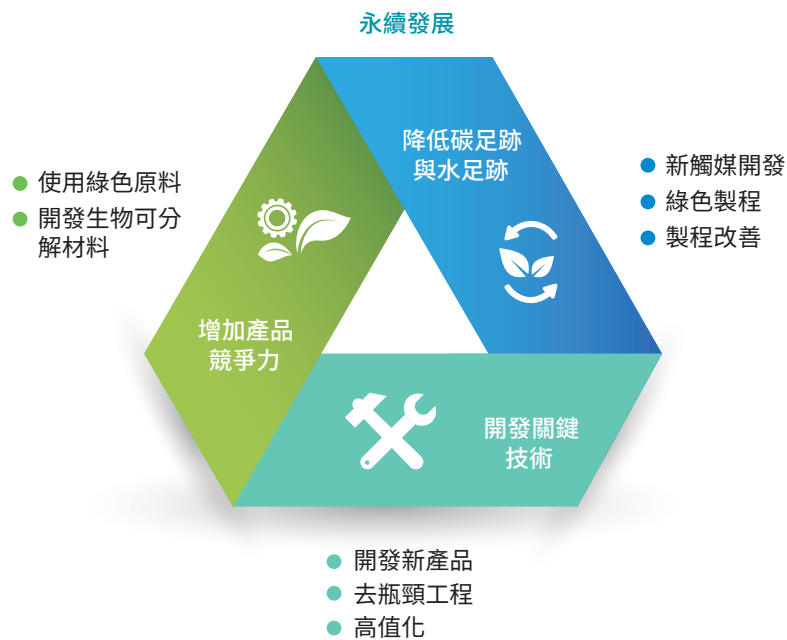 永續發展
降低碳足跡
與水足跡
新觸媒開發
綠色製程
製程改善
使用綠色原料
開發生物可分
解材料
增加產品
競爭力
開發關鍵
技術
開發新產品
去瓶頸工程
高值化